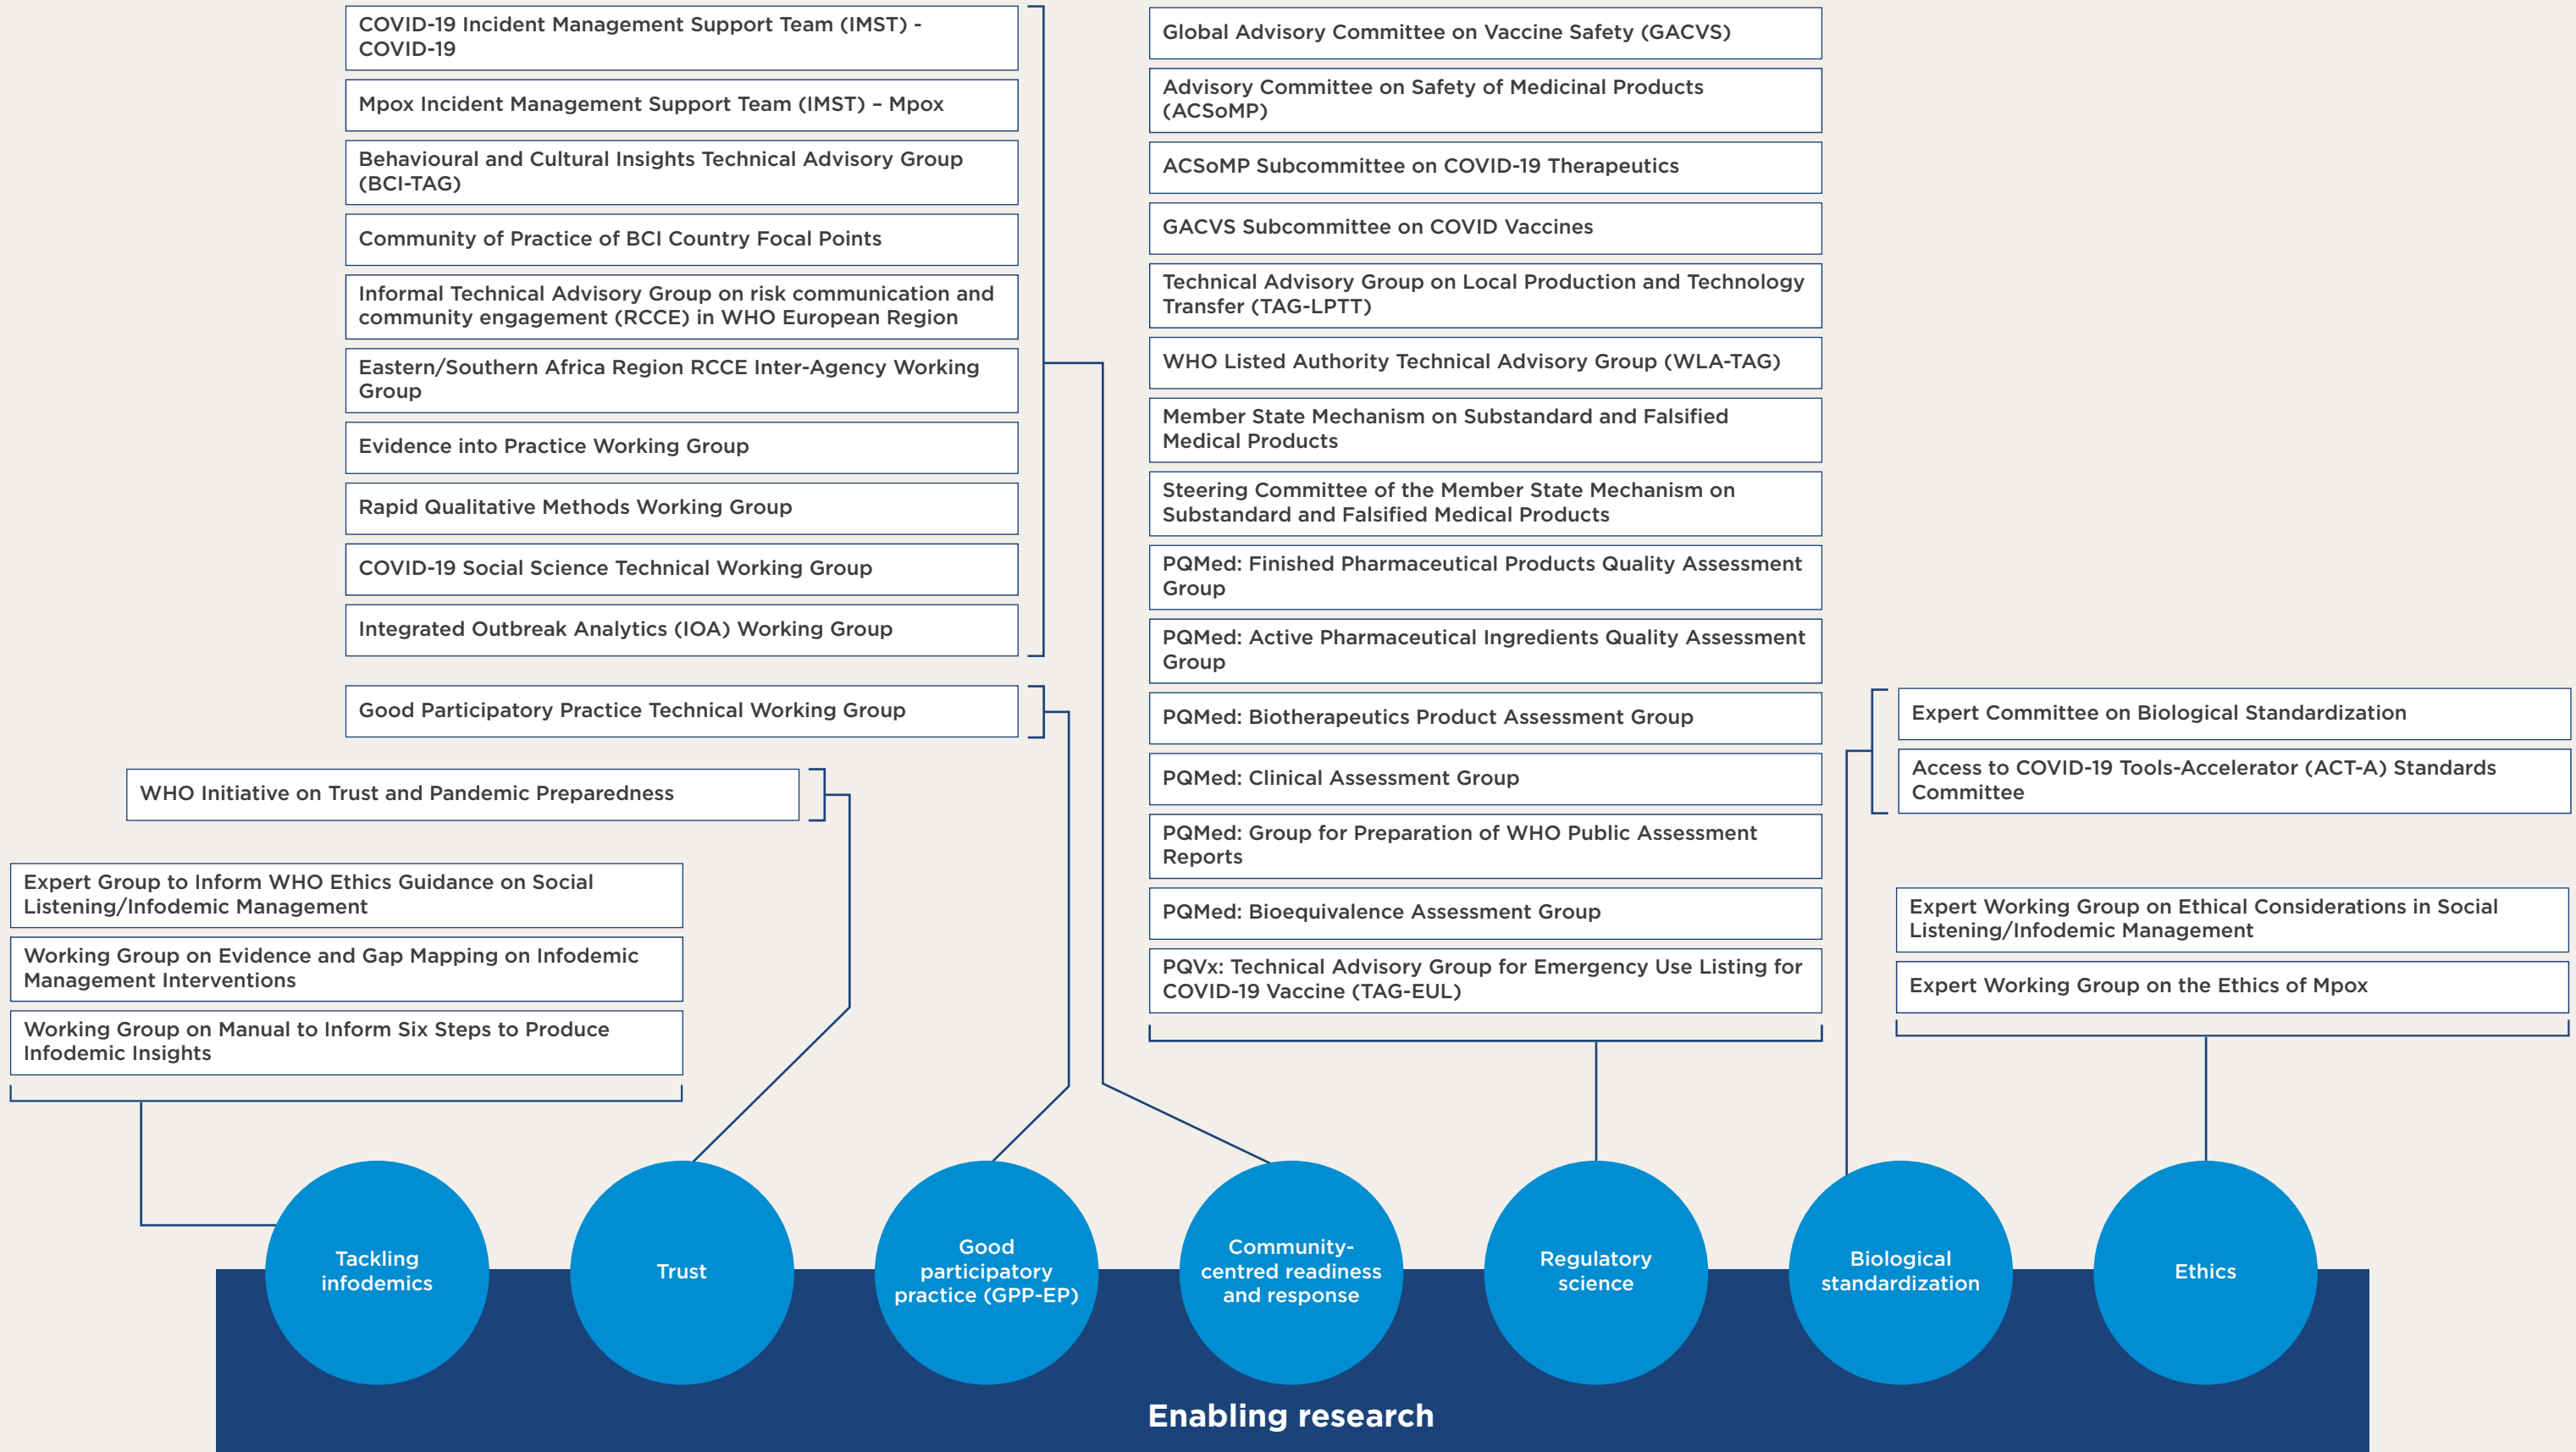 COVID-19 Incident Management Support Team (IMST) -
COVID-19
Mpox Incident Management Support Team (IMST) – Mpox
Behavioural and Cultural Insights Technical Advisory Group
(BCI-TAG)
Community of Practice of BCI Country Focal Points
Informal Technical Advisory Group on risk communication and
community engagement (RCCE) in WHO European Region
Eastern/Southern Africa Region RCCE Inter-Agency Working
Group
Evidence into Practice Working Group
Rapid Qualitative Methods Working Group
COVID-19 Social Science Technical Working Group
Integrated Outbreak Analytics (IOA) Working Group
Good Participatory Practice Technical Working Group
WHO Initiative on Trust and Pandemic Preparedness
Expert Group to Inform WHO Ethics Guidance on Social
Listening/Infodemic Management
Working Group on Evidence and Gap Mapping on Infodemic
Management Interventions
Working Group on Manual to Inform Six Steps to Produce
Infodemic Insights
Global Advisory Committee on Vaccine Safety (GACVS)
Advisory Committee on Safety of Medicinal Products
(ACSoMP)
ACSoMP Subcommittee on COVID-19 Therapeutics
GACVS Subcommittee on COVID Vaccines
Technical Advisory Group on Local Production and Technology
Transfer (TAG-LPTT)
WHO Listed Authority Technical Advisory Group (WLA-TAG)
Member State Mechanism on Substandard and Falsified
Medical Products
Steering Committee of the Member State Mechanism on
Substandard and Falsified Medical Products
PQMed: Finished Pharmaceutical Products Quality Assessment
Group
PQMed: Active Pharmaceutical Ingredients Quality Assessment
Group
PQMed: Biotherapeutics Product Assessment Group
PQMed: Clinical Assessment Group
PQMed: Group for Preparation of WHO Public Assessment
Reports
PQMed: Bioequivalence Assessment Group
PQVx: Technical Advisory Group for Emergency Use Listing for
COVID-19 Vaccine (TAG-EUL)
Expert Committee on Biological Standardization
Access to COVID-19 Tools-Accelerator (ACT-A) Standards
Committee
Expert Working Group on Ethical Considerations in Social
Listening/Infodemic Management
Expert Working Group on the Ethics of Mpox
Tackling
infodemics
Trust
Good
participatory
practice (GPP-EP)
Community-
centred readiness
and response
Regulatory
science
Biological
standardization
Ethics
Enabling research